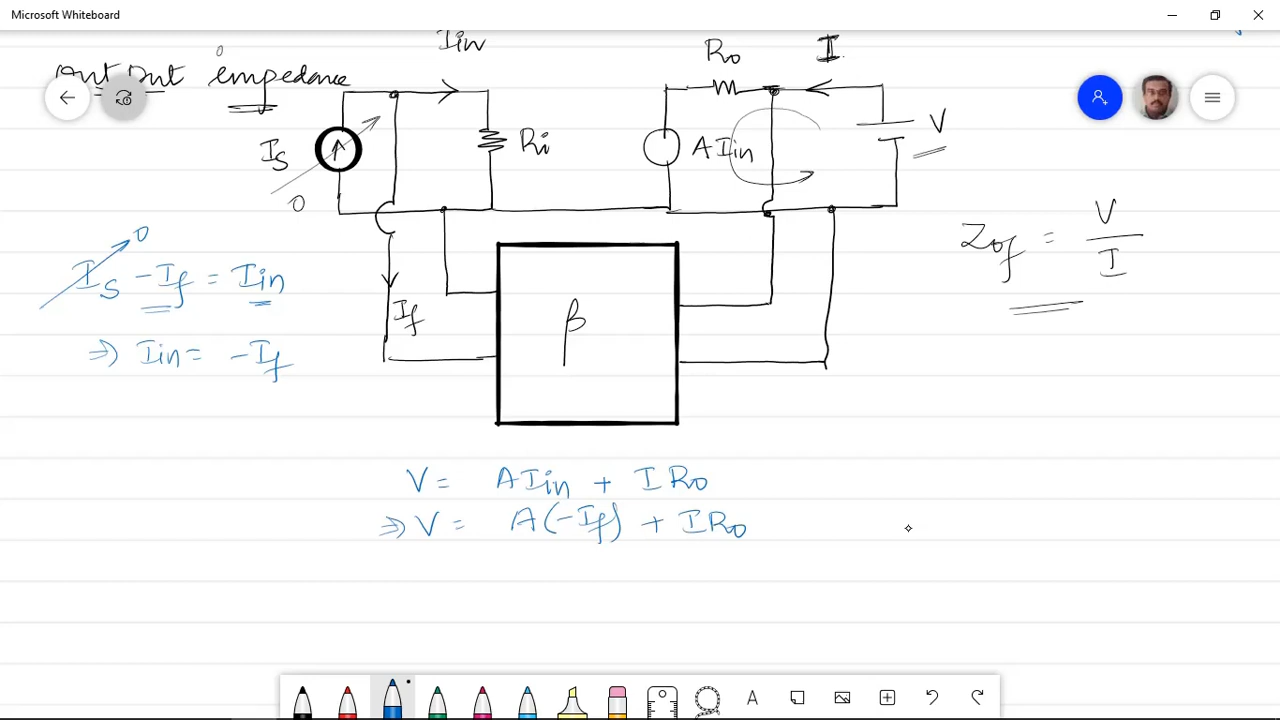 Microsoft Whiteboard
Output impedance
Iin
Ro
I
Is
0
Ri
AIin
V
Zof = V / I
Is - If = Iin
0
⇒ Iin = -If
If
β
V = AIin + IRo
⇒ V = A(-If) + IRo
A